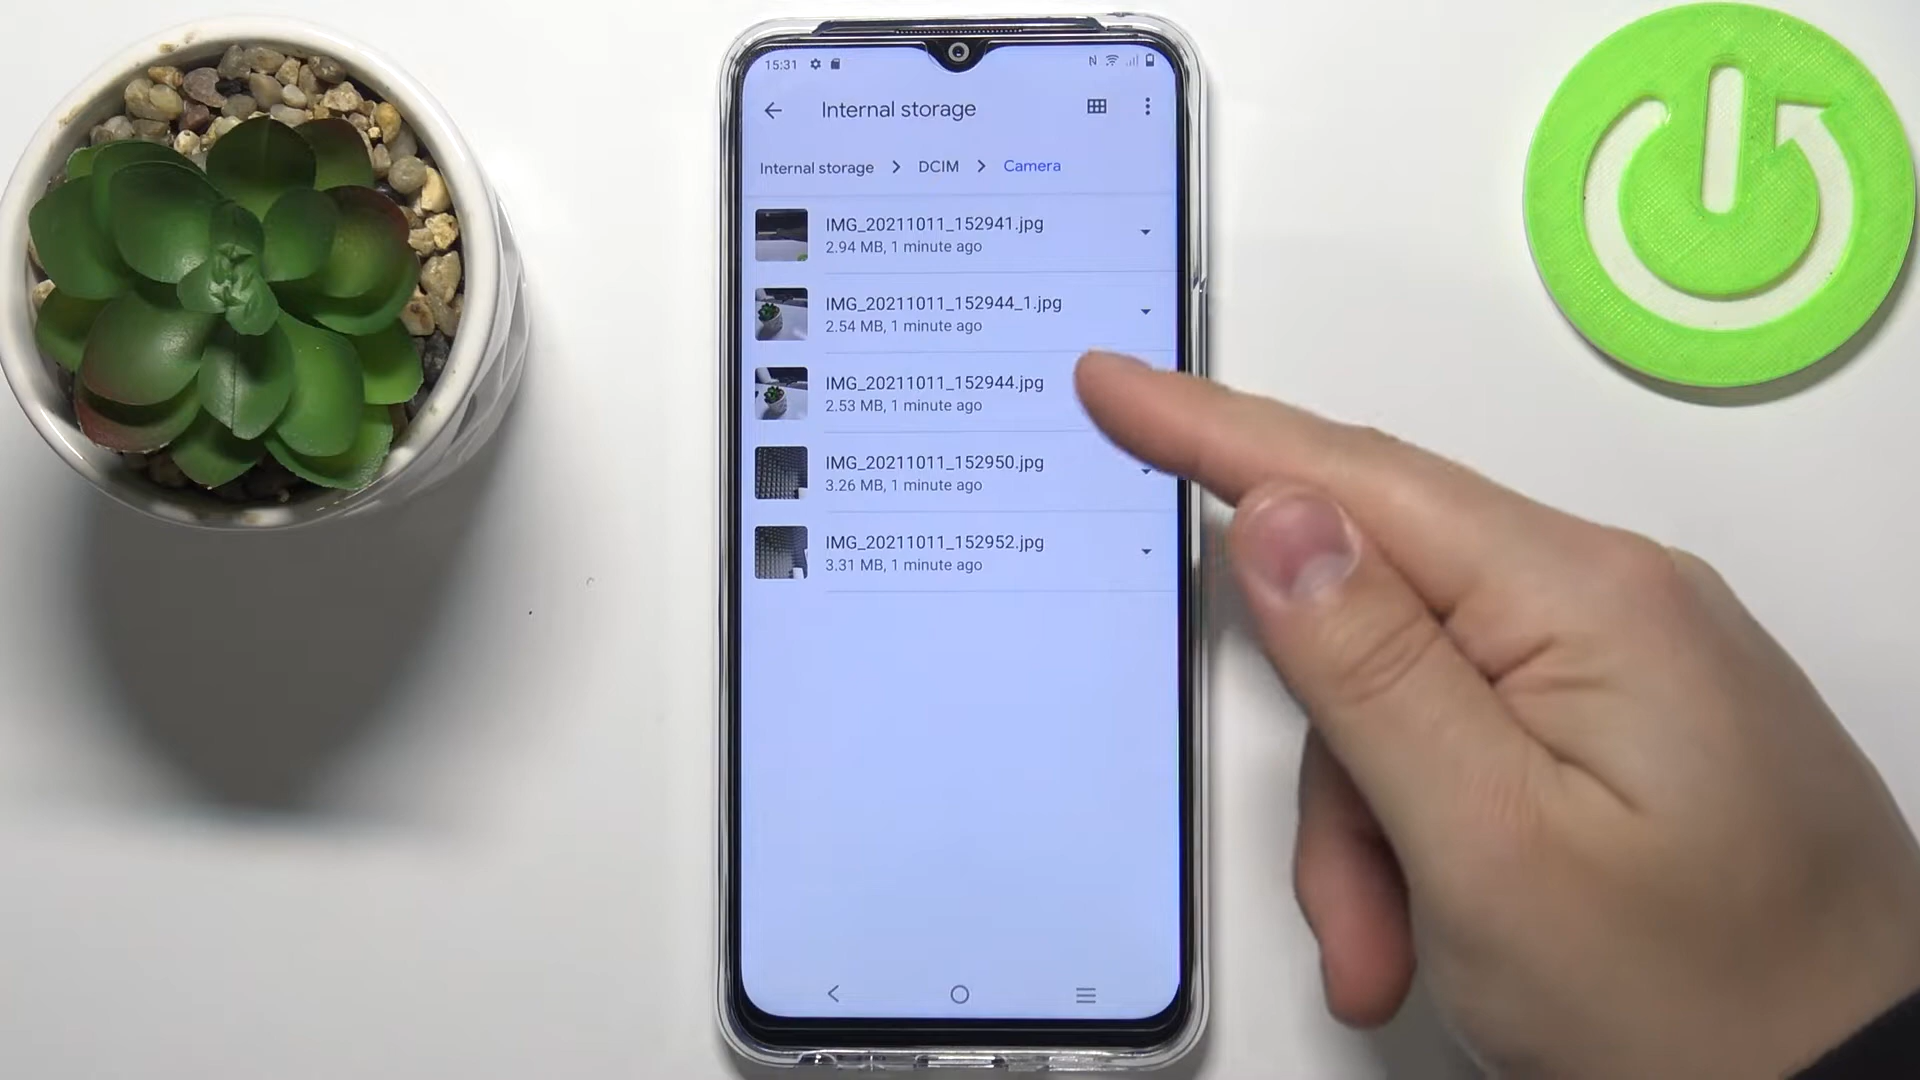 15:31
N
Internal storage
Internal storage > DCIM > Camera
IMG_20211011_152941.jpg
2.94 MB, 1 minute ago
IMG_20211011_152944_1.jpg
2.54 MB, 1 minute ago
IMG_20211011_152944.jpg
2.53 MB, 1 minute ago
IMG_20211011_152950.jpg
3.26 MB, 1 minute ago
IMG_20211011_152952.jpg
3.31 MB, 1 minute ago